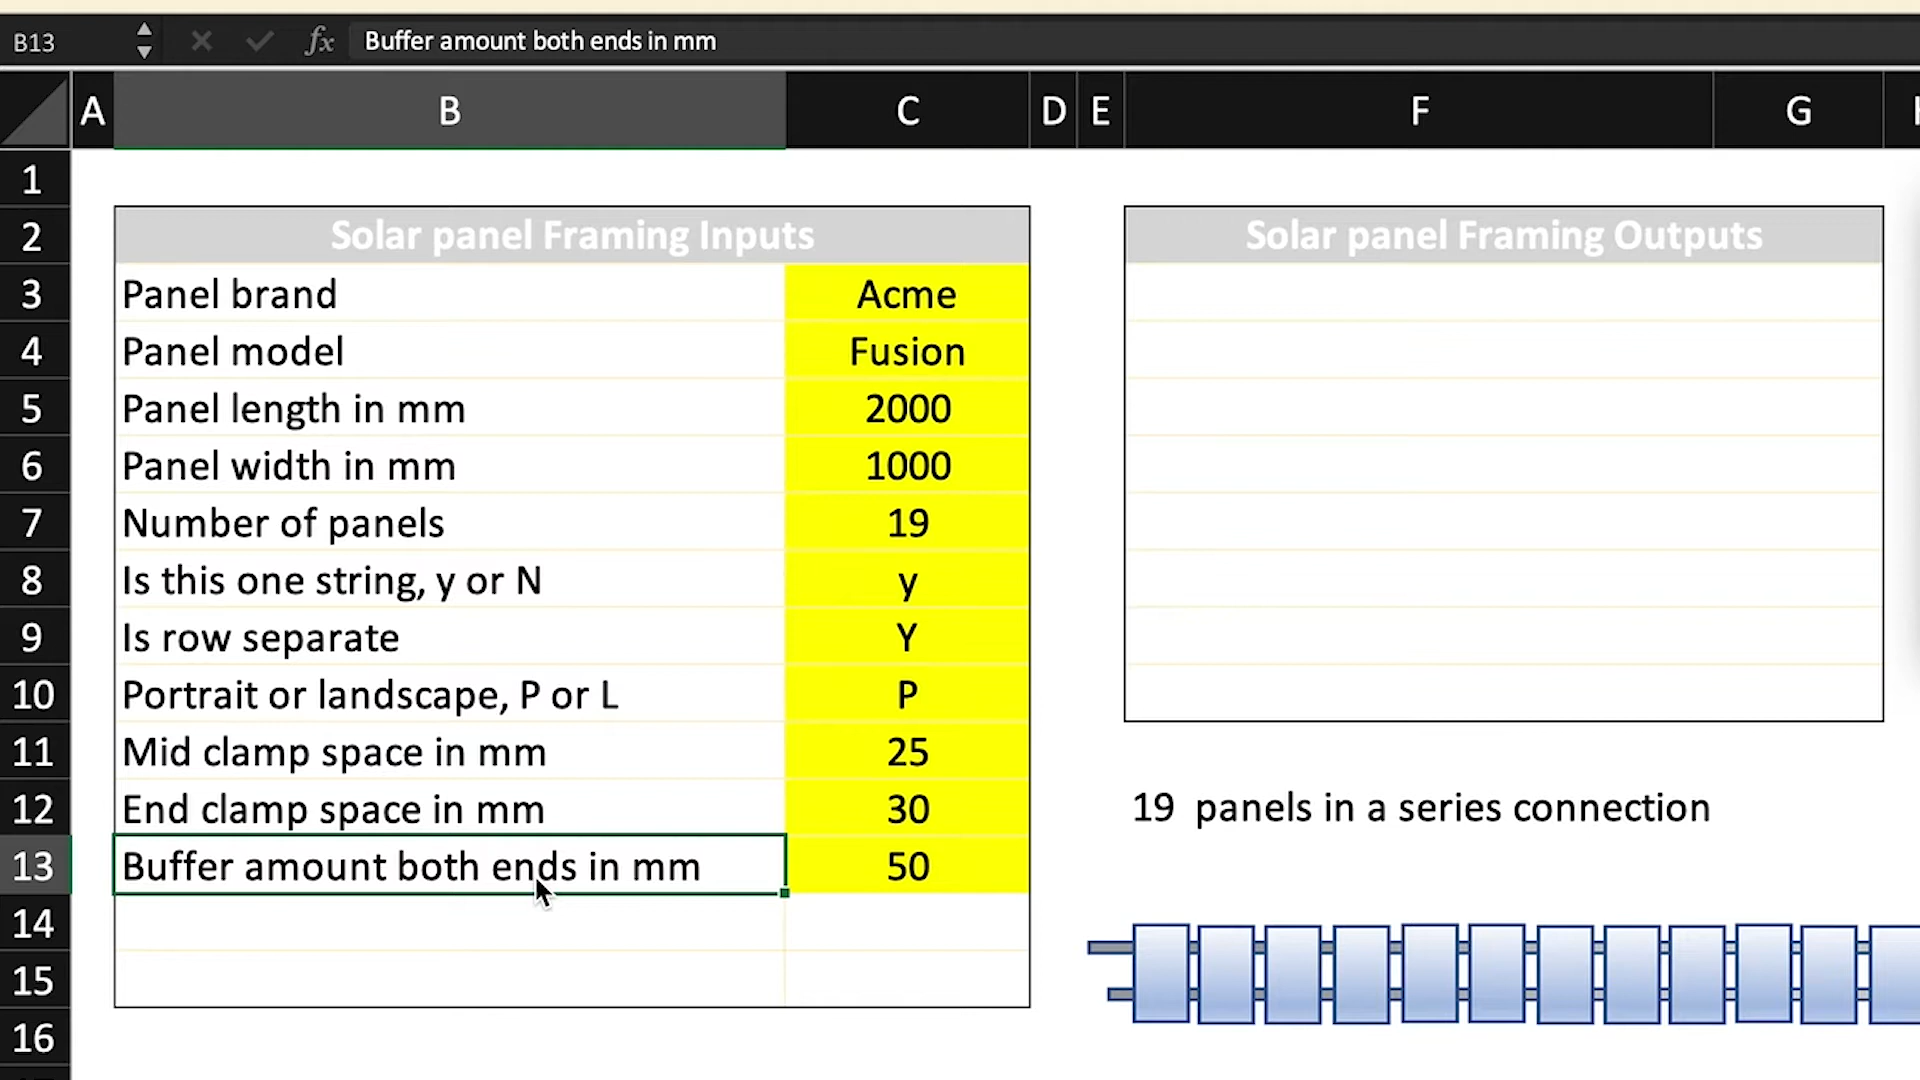 B13 fx Buffer amount both ends in mm
A B C D E F G
1
2 Solar panel Framing Inputs Solar panel Framing Outputs
3 Panel brand Acme
4 Panel model Fusion
5 Panel length in mm 2000
6 Panel width in mm 1000
7 Number of panels 19
8 Is this one string, y or N y
9 Is row separate Y
10 Portrait or landscape, P or L P
11 Mid clamp space in mm 25
12 End clamp space in mm 30 19 panels in a series connection
13 Buffer amount both ends in mm 50
14
15
16